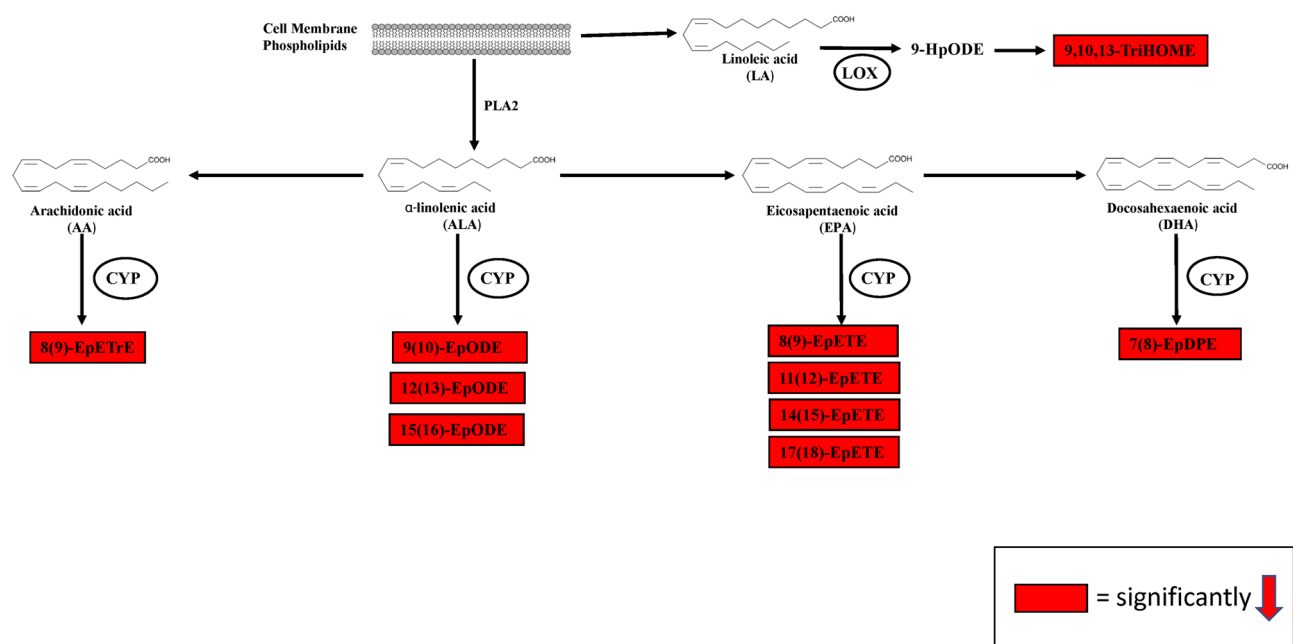 Cell Membrane
Phospholipids
COOH
Linoleic acid
(LA)
LOX
9-HpODE
9,10,13-TriHOME
PLA2
COOH
COOH
COOH
COOH
Arachidonic acid
(AA)
α-linolenic acid
(ALA)
Eicosapentaenoic acid
(EPA)
Docosahexaenoic acid
(DHA)
CYP
CYP
CYP
CYP
8(9)-EpETrE
9(10)-EpODE
12(13)-EpODE
15(16)-EpODE
8(9)-EpETE
11(12)-EpETE
14(15)-EpETE
17(18)-EpETE
7(8)-EpDPE
= significantly